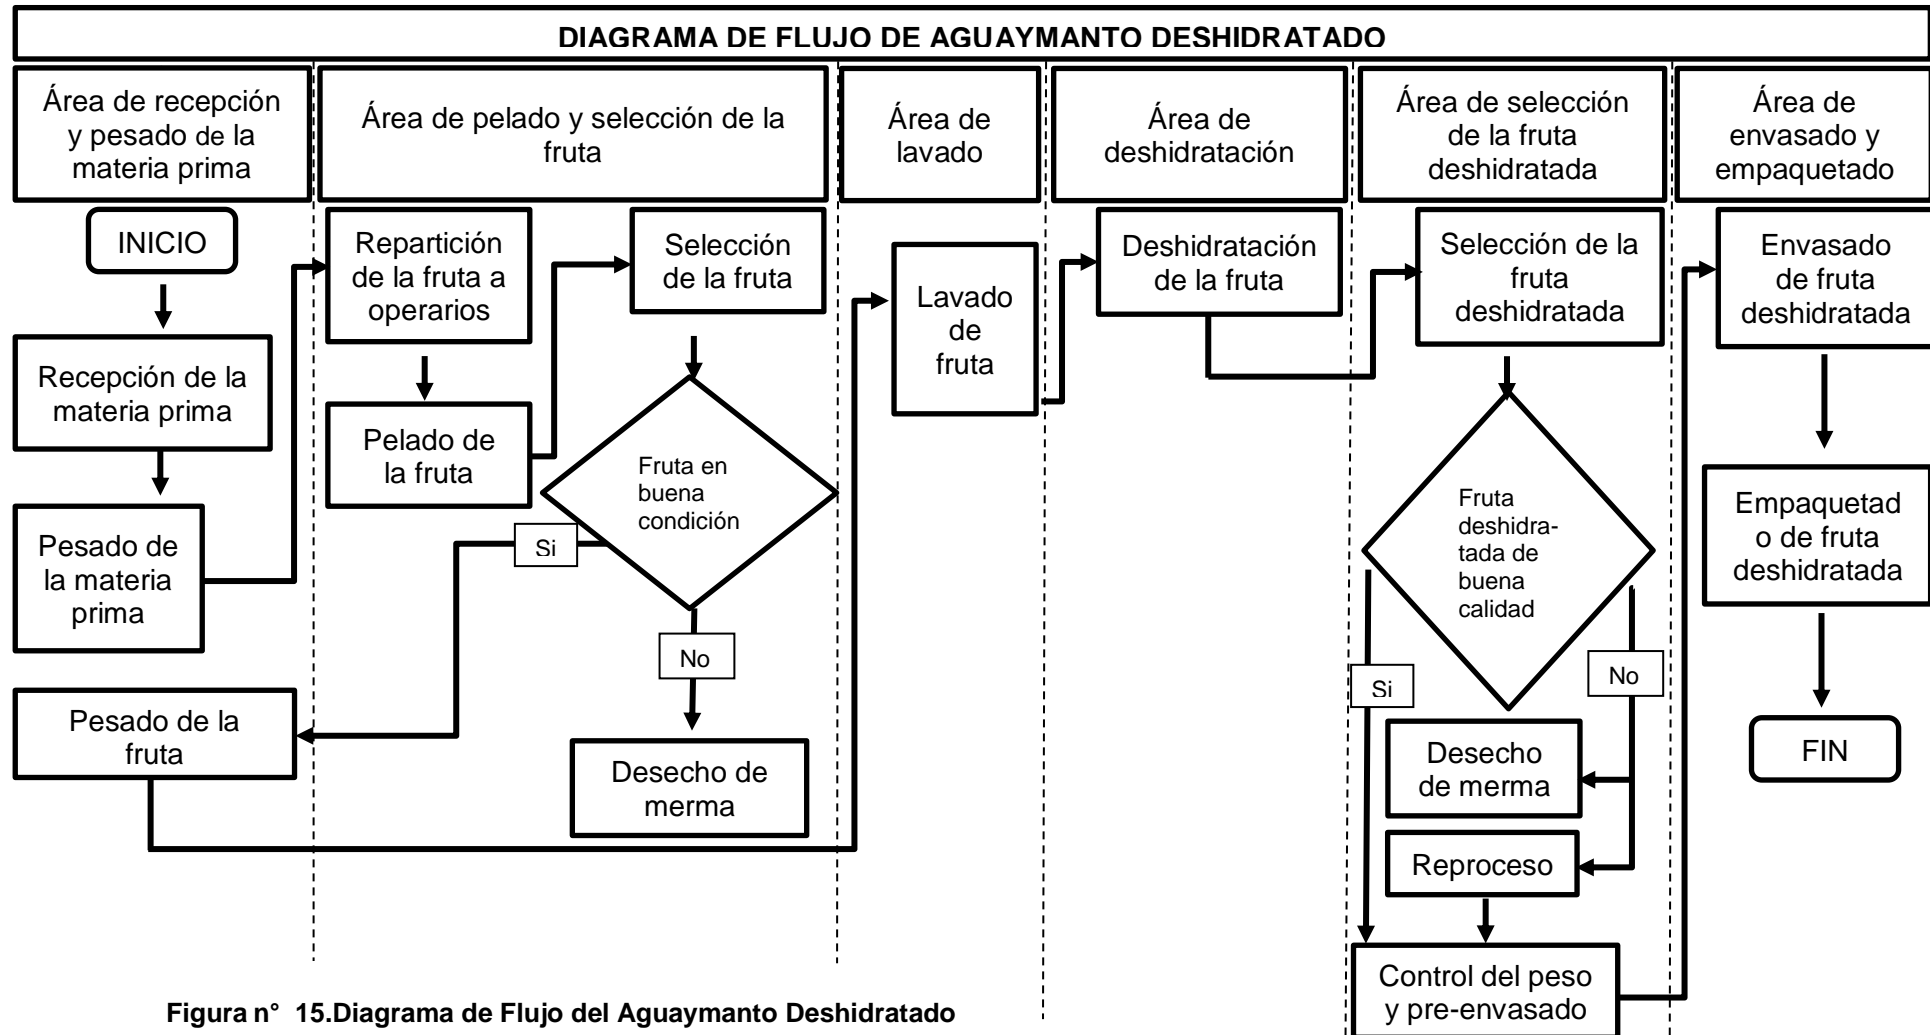 DIAGRAMA DE FLUJO DE AGUAYMANTO DESHIDRATADO
Área de recepción
y pesado de la
materia prima
Área de pelado y selección de la
fruta
Área de
lavado
Área de
deshidratación
Área de selección
de la fruta
deshidratada
Área de
envasado y
empaquetado
INICIO
Recepción de la
materia prima
Pesado de
la materia
prima
Pesado de la
fruta
Repartición
de la fruta a
operarios
Pelado de
la fruta
Selección
de la fruta
Fruta en
buena
condición
Si
No
Desecho de
merma
Lavado
de
fruta
Deshidratación
de la fruta
Selección de la
fruta
deshidratada
Fruta
deshidra-
tada de
buena
calidad
Si
No
Desecho
de merma
Reproceso
Control del peso
y pre-envasado
Envasado
de fruta
deshidratada
Empaquetad
o de fruta
deshidratada
FIN
Figura n° 15.Diagrama de Flujo del Aguaymanto Deshidratado